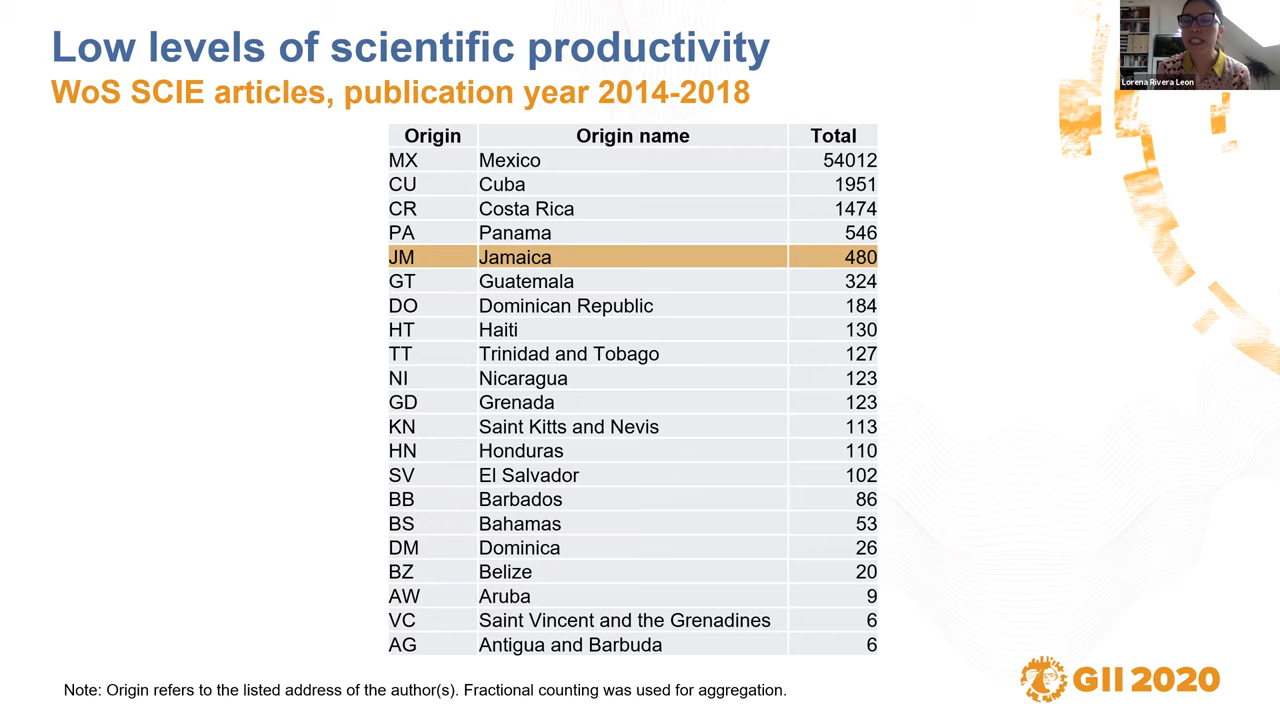 Low levels of scientific productivity
WoS SCIE articles, publication year 2014-2018
Lorena Rivera Leon
Origin Origin name Total
MX Mexico 54012
CU Cuba 1951
CR Costa Rica 1474
PA Panama 546
JM Jamaica 480
GT Guatemala 324
DO Dominican Republic 184
HT Haiti 130
TT Trinidad and Tobago 127
NI Nicaragua 123
GD Grenada 123
KN Saint Kitts and Nevis 113
HN Honduras 110
SV El Salvador 102
BB Barbados 86
BS Bahamas 53
DM Dominica 26
BZ Belize 20
AW Aruba 9
VC Saint Vincent and the Grenadines 6
AG Antigua and Barbuda 6
Note: Origin refers to the listed address of the author(s). Fractional counting was used for aggregation.
GII 2020